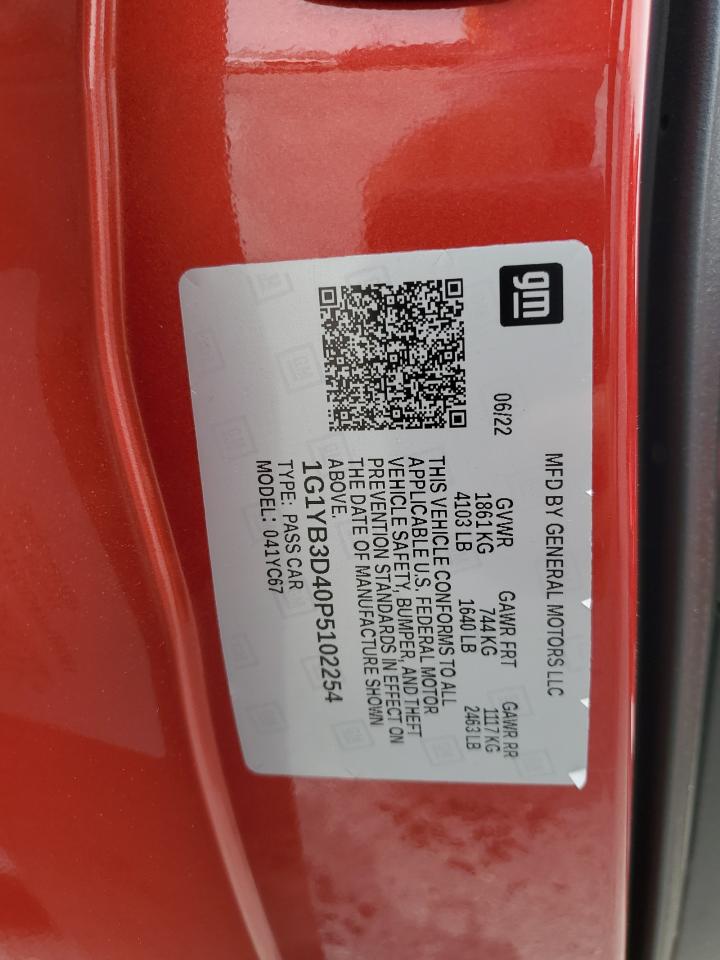 gm
MFD BY GENERAL MOTORS LLC
06/22
GVWR GAWR FRT GAWR RR
1861 KG 744 KG 1117 KG
4103 LB 1640 LB 2463 LB
THIS VEHICLE CONFORMS TO ALL
APPLICABLE U.S. FEDERAL MOTOR
VEHICLE SAFETY, BUMPER, AND THEFT
PREVENTION STANDARDS IN EFFECT ON
THE DATE OF MANUFACTURE SHOWN
ABOVE.
1G1YB3D40P5102254
TYPE: PASS CAR
MODEL: 041YC67